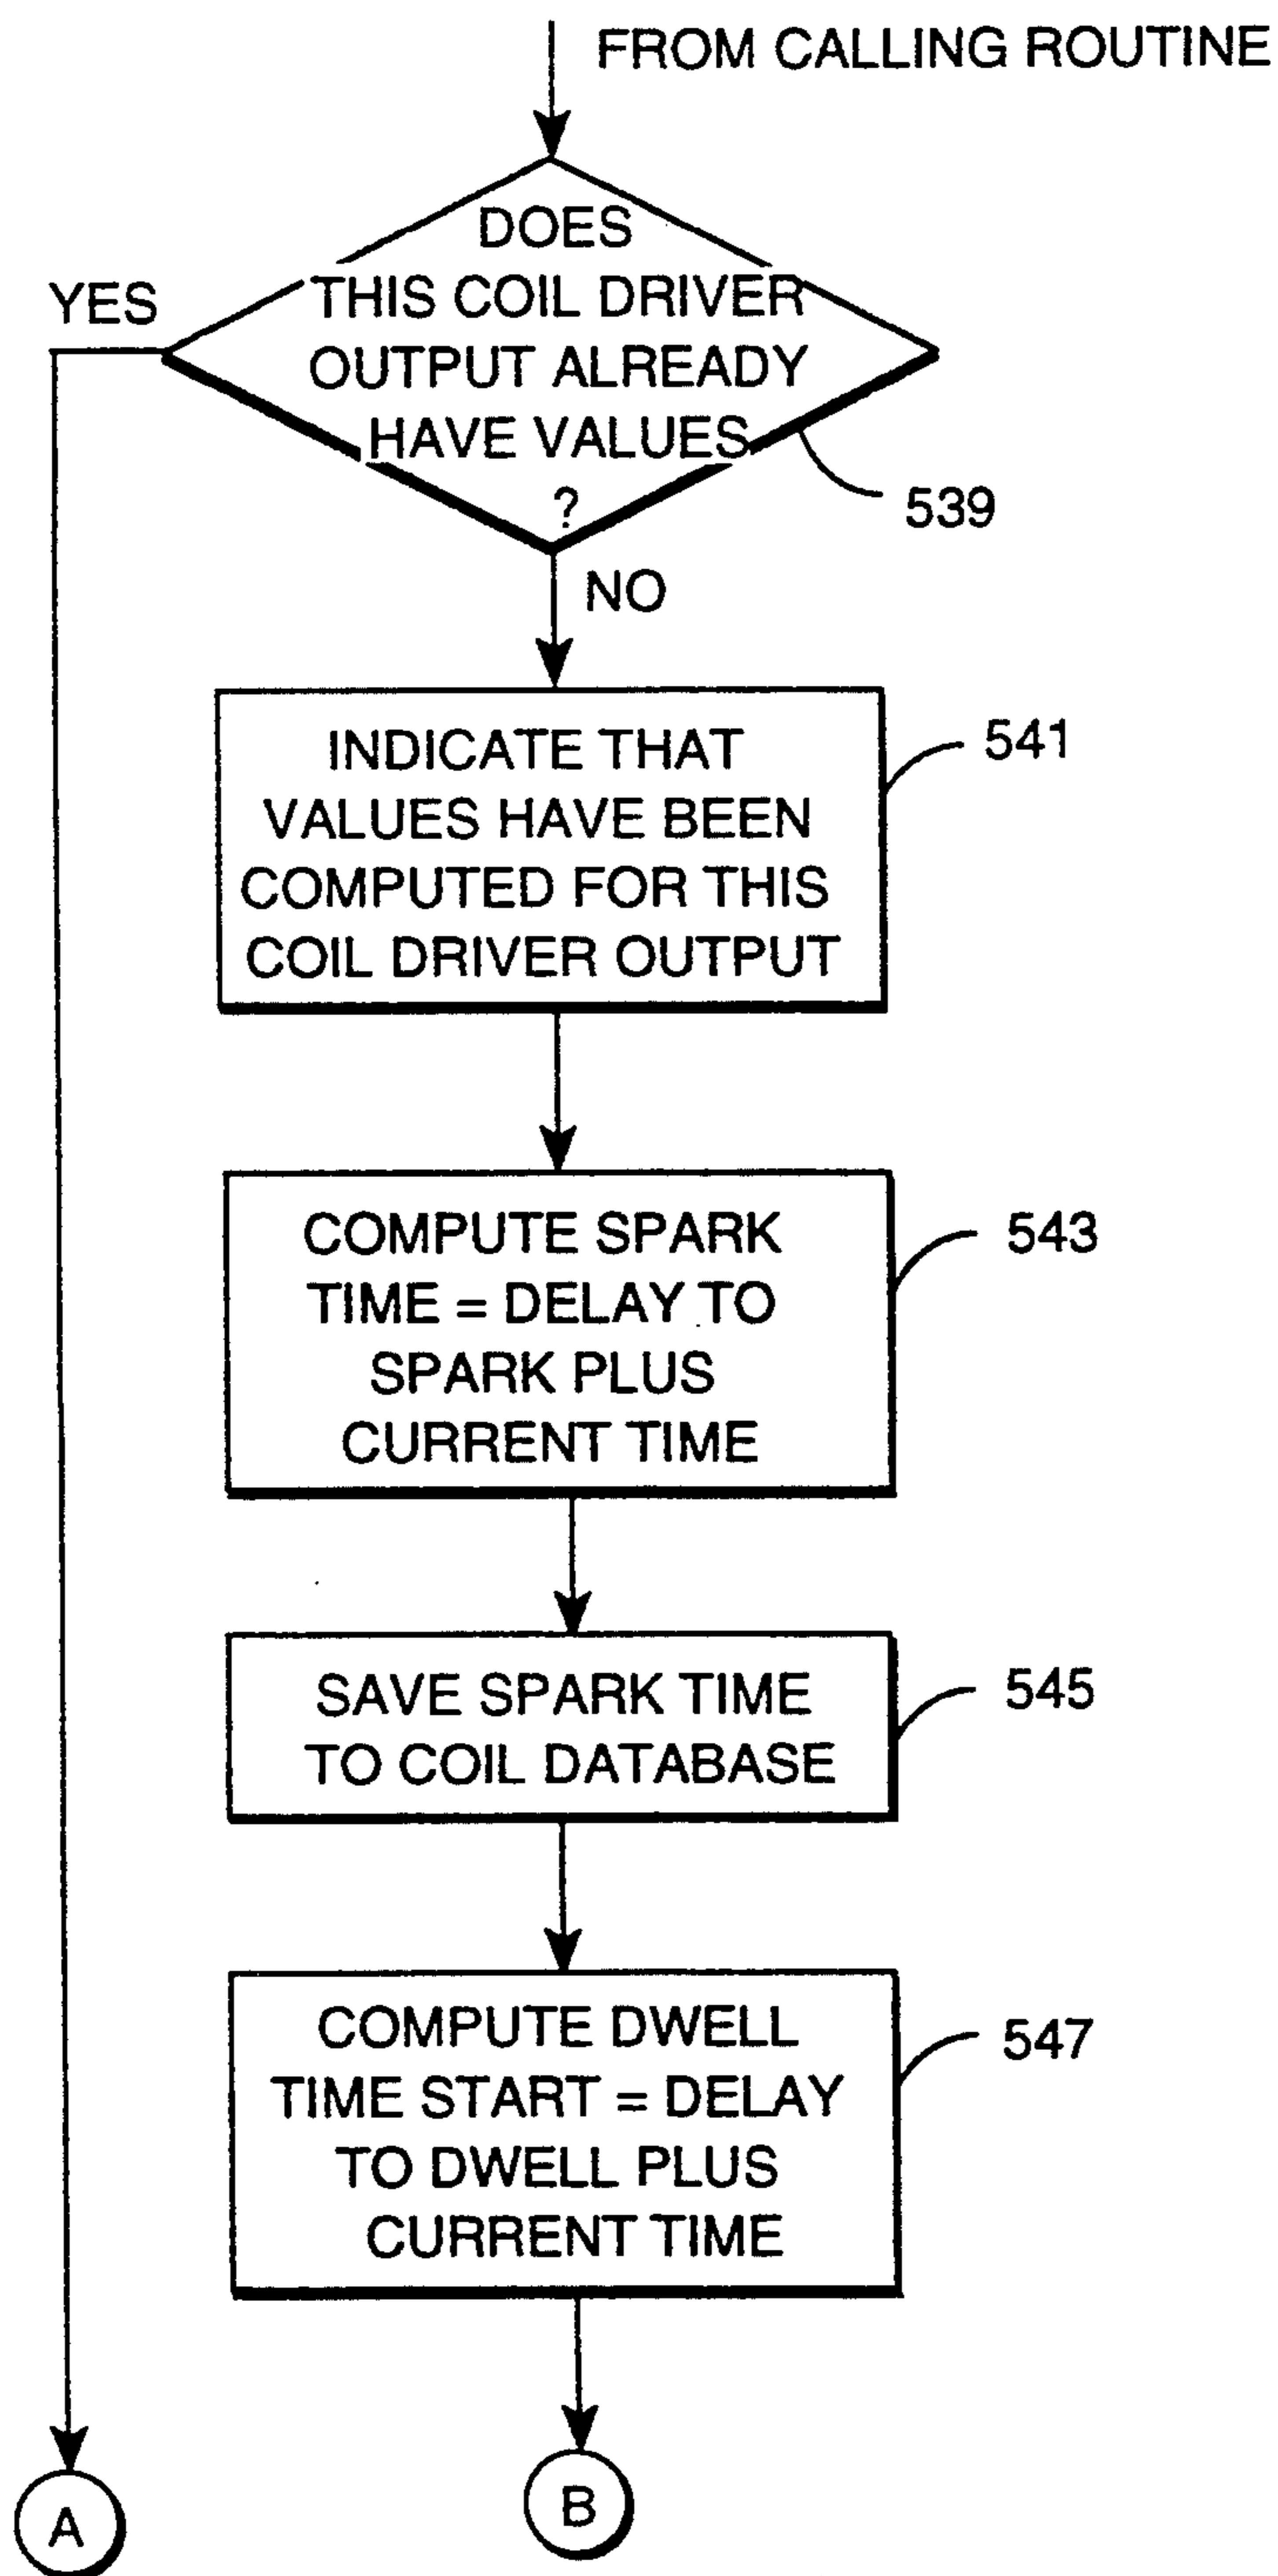 FROM CALLING ROUTINE
DOES
THIS COIL DRIVER
OUTPUT ALREADY
HAVE VALUES
?
YES
539
NO
INDICATE THAT
VALUES HAVE BEEN
COMPUTED FOR THIS
COIL DRIVER OUTPUT
541
COMPUTE SPARK
TIME = DELAY TO
SPARK PLUS
CURRENT TIME
543
SAVE SPARK TIME
TO COIL DATABASE
545
COMPUTE DWELL
TIME START = DELAY
TO DWELL PLUS
CURRENT TIME
547
A
B